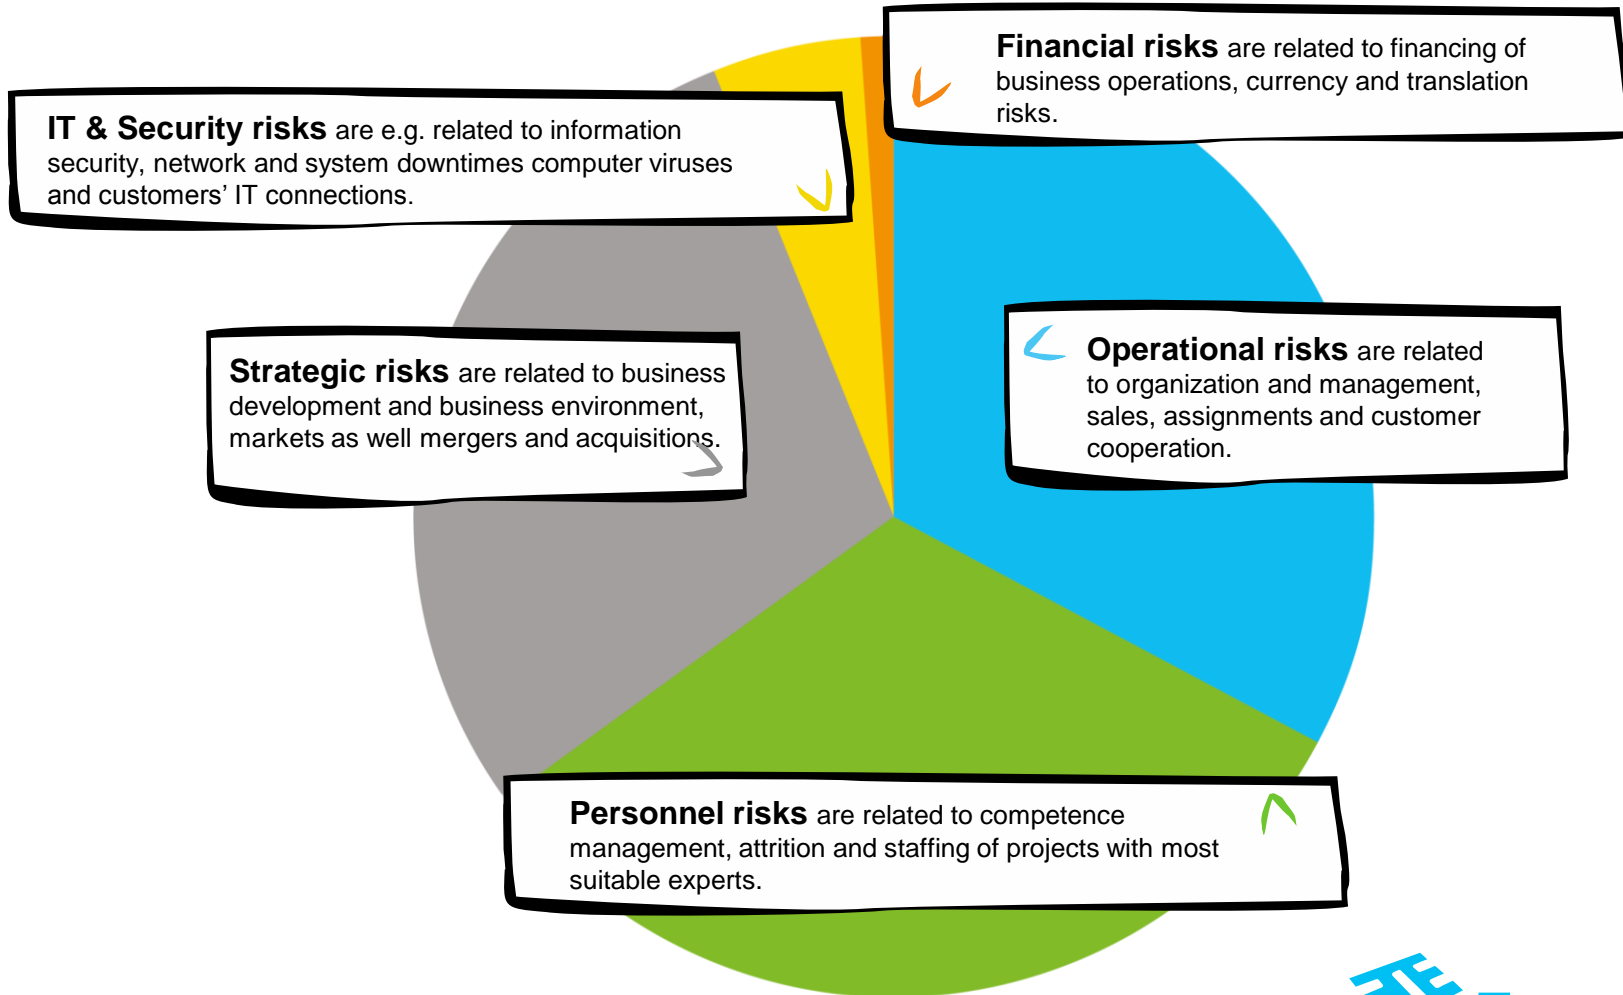 Financial risks are related to financing of
business operations, currency and translation
risks.
IT & Security risks are e.g. related to information
security, network and system downtimes computer viruses
and customers’ IT connections.
Operational risks are related
to organization and management,
sales, assignments and customer
cooperation.
Strategic risks are related to business
development and business environment,
markets as well mergers and acquisitions.
Personnel risks are related to competence
management, attrition and staffing of projects with most
suitable experts.